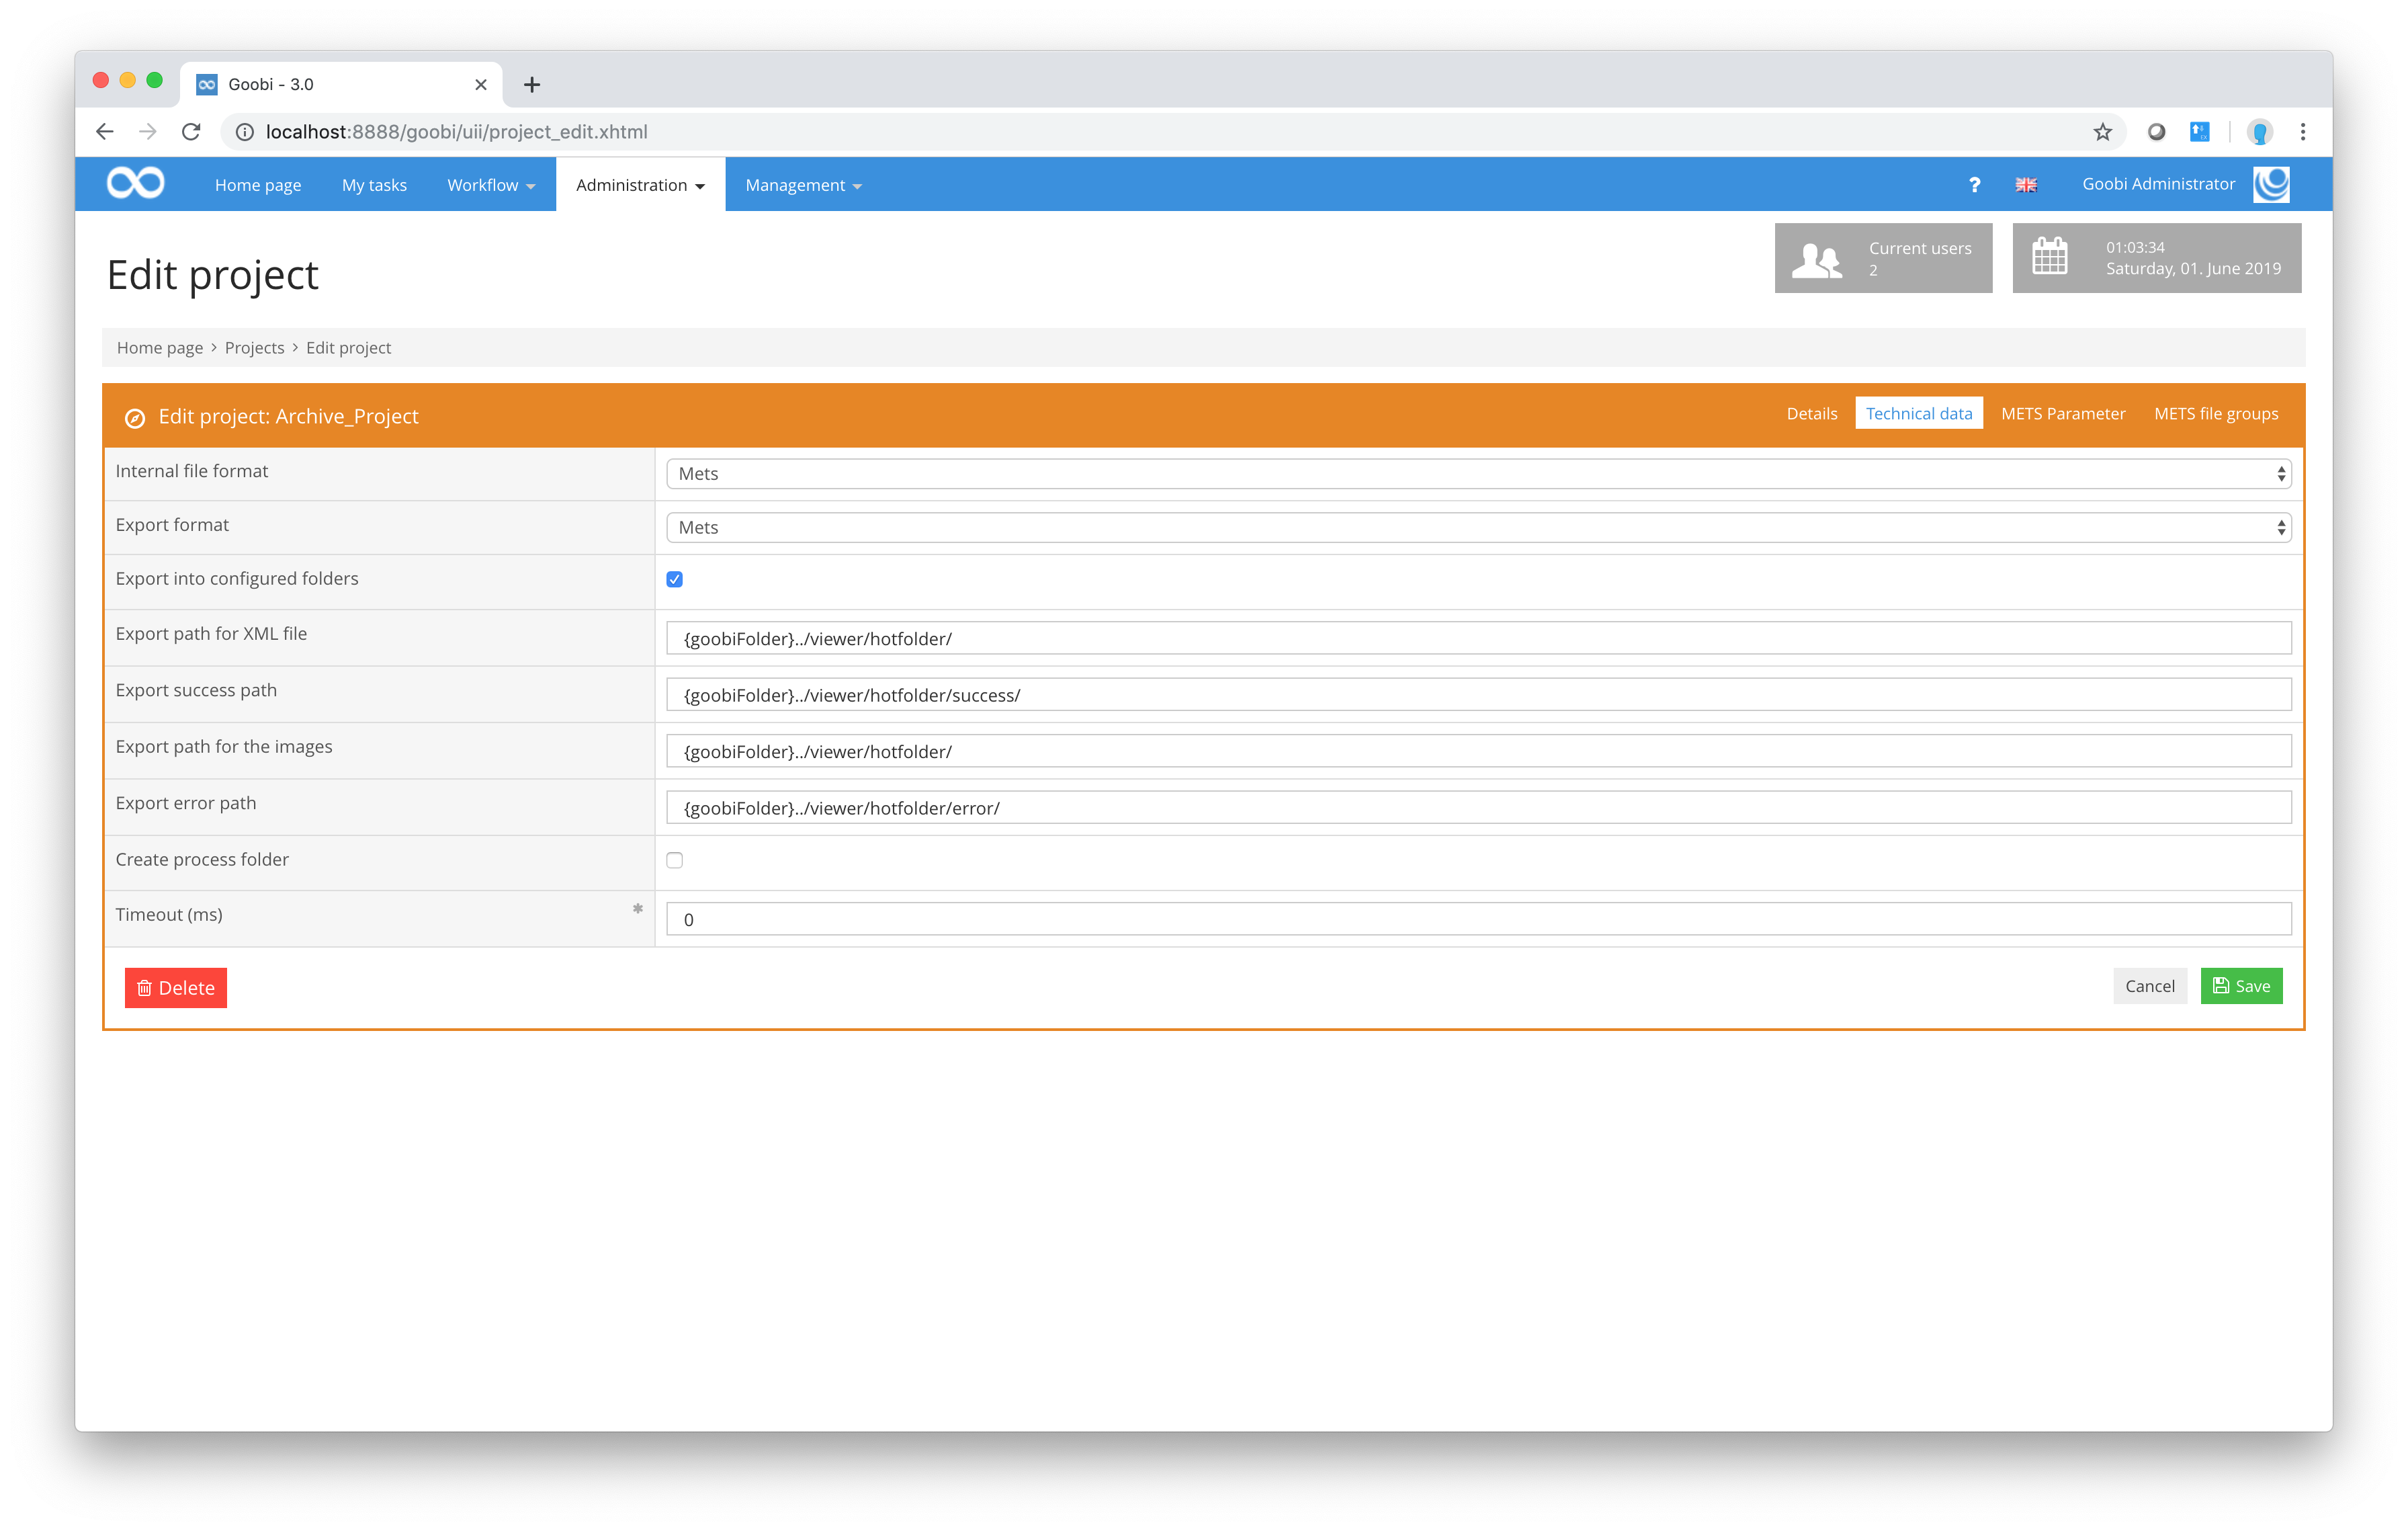 Goobi - 3.0
localhost:8888/goobi/uii/project_edit.xhtml
Home page My tasks Workflow Administration Management ? Goobi Administrator
Edit project
Current users
2
01:03:34
Saturday, 01. June 2019
Home page > Projects > Edit project
Edit project: Archive_Project Details Technical data METS Parameter METS file groups
Internal file format Mets
Export format Mets
Export into configured folders
Export path for XML file {goobiFolder}../viewer/hotfolder/
Export success path {goobiFolder}../viewer/hotfolder/success/
Export path for the images {goobiFolder}../viewer/hotfolder/
Export error path {goobiFolder}../viewer/hotfolder/error/
Create process folder
Timeout (ms) * 0
Delete Cancel Save